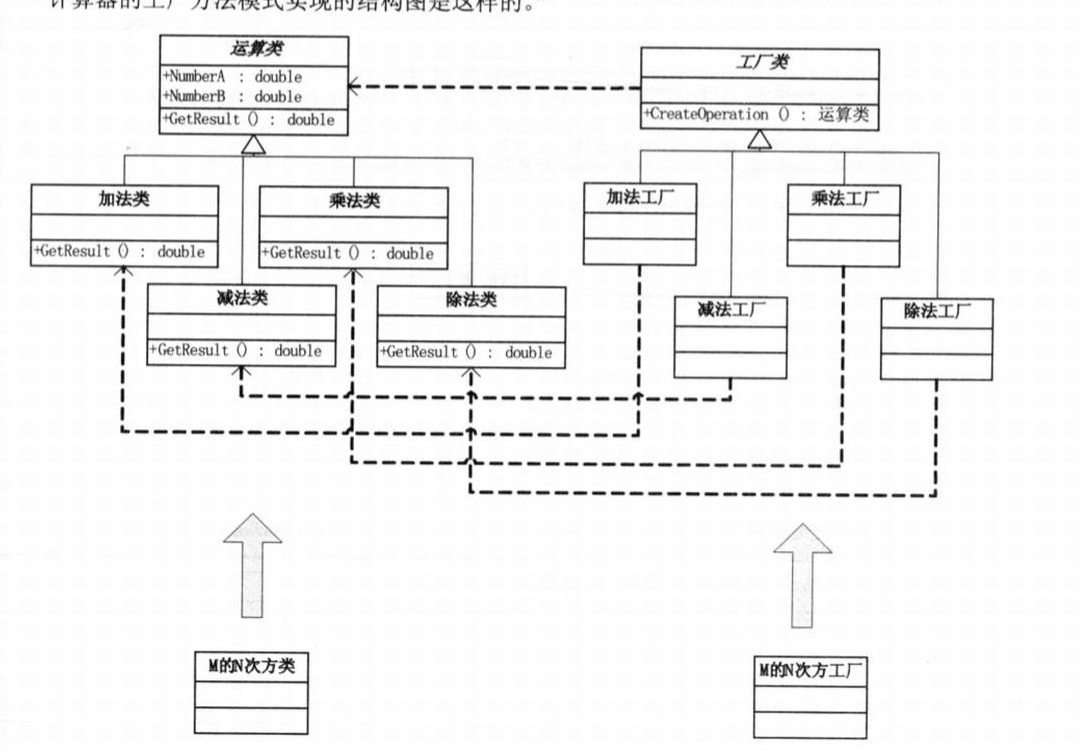 计算器的工厂方法模式实现的结构图是这样的。
运算类
+NumberA : double
+NumberB : double
+GetResult () : double
工厂类
+CreateOperation () : 运算类
加法类
+GetResult () : double
乘法类
+GetResult () : double
加法工厂
乘法工厂
减法类
+GetResult () : double
除法类
+GetResult () : double
减法工厂
除法工厂
M的N次方类
M的N次方工厂